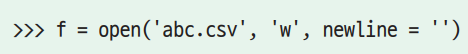 >>> f = open('abc.csv', 'w', newline = '')